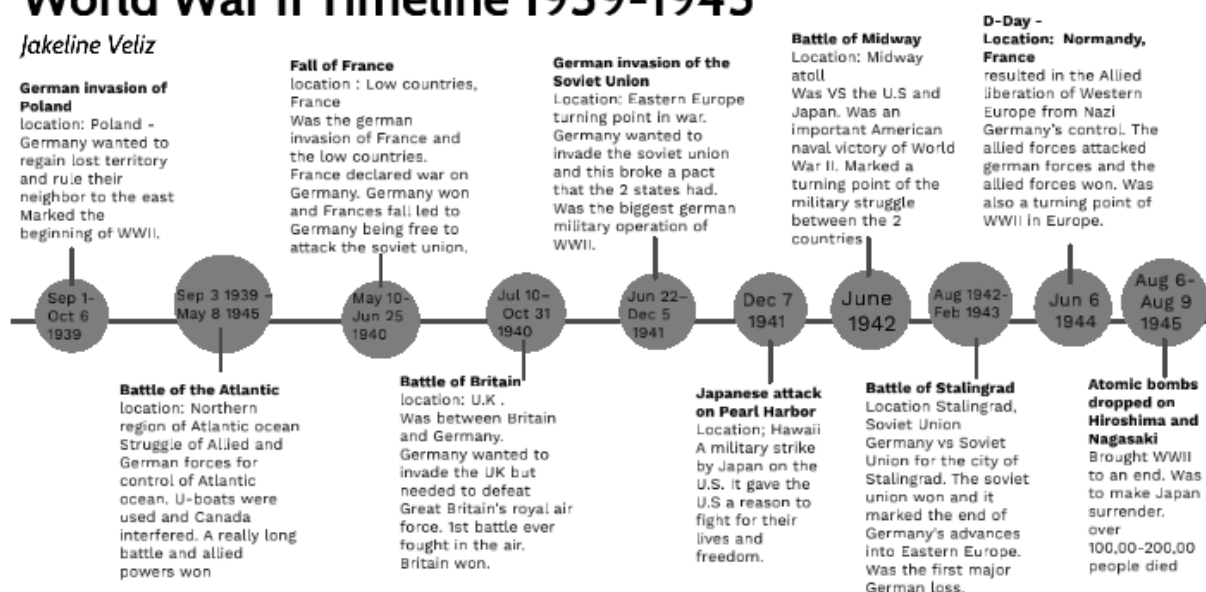 World War II Timeline 1939-1945
Jakeline Veliz
German invasion of
Poland
location: Poland -
Germany wanted to
regain lost territory
and rule their
neighbor to the east
Marked the
beginning of WWII.
Fall of France
location : Low countries,
France
Was the german
invasion of France and
the low countries.
France declared war on
Germany. Germany won
and Frances fall led to
Germany being free to
attack the soviet union.
German invasion of the
Soviet Union
Location: Eastern Europe
turning point in war.
Germany wanted to
invade the soviet union
and this broke a pact
that the 2 states had.
Was the biggest german
military operation of
WWII.
Battle of Midway
Location: Midway
atoll
Was VS the U.S and
Japan. Was an
important American
naval victory of World
War II. Marked a
turning point of the
military struggle
between the 2
countries
D-Day -
Location: Normandy,
France
resulted in the Allied
liberation of Western
Europe from Nazi
Germany's control. The
allied forces attacked
german forces and the
allied forces won. Was
also a turning point of
WWII in Europe.
Sep 1-
Oct 6
1939
Sep 3 1939 -
May 8 1945
May 10-
Jun 25
1940
Jul 10-
Oct 31
1940
Jun 22-
Dec 5
1941
Dec 7
1941
June
1942
Aug 1942-
Feb 1943
Jun 6
1944
Aug 6-
Aug 9
1945
Battle of the Atlantic
location: Northern
region of Atlantic ocean
Struggle of Allied and
German forces for
control of Atlantic
ocean. U-boats were
used and Canada
interfered. A really long
battle and allied
powers won
Battle of Britain
location: U.K .
Was between Britain
and Germany.
Germany wanted to
invade the UK but
needed to defeat
Great Britain's royal air
force. 1st battle ever
fought in the air.
Britain won.
Japanese attack
on Pearl Harbor
Location; Hawaii
A military strike
by Japan on the
U.S. It gave the
U.S a reason to
fight for their
lives and
freedom.
Battle of Stalingrad
Location Stalingrad,
Soviet Union
Germany vs Soviet
Union for the city of
Stalingrad. The soviet
union won and it
marked the end of
Germany's advances
into Eastern Europe.
Was the first major
German loss.
Atomic bombs
dropped on
Hiroshima and
Nagasaki
Brought WWII
to an end. Was
to make Japan
surrender.
over
100,00-200,00
people died